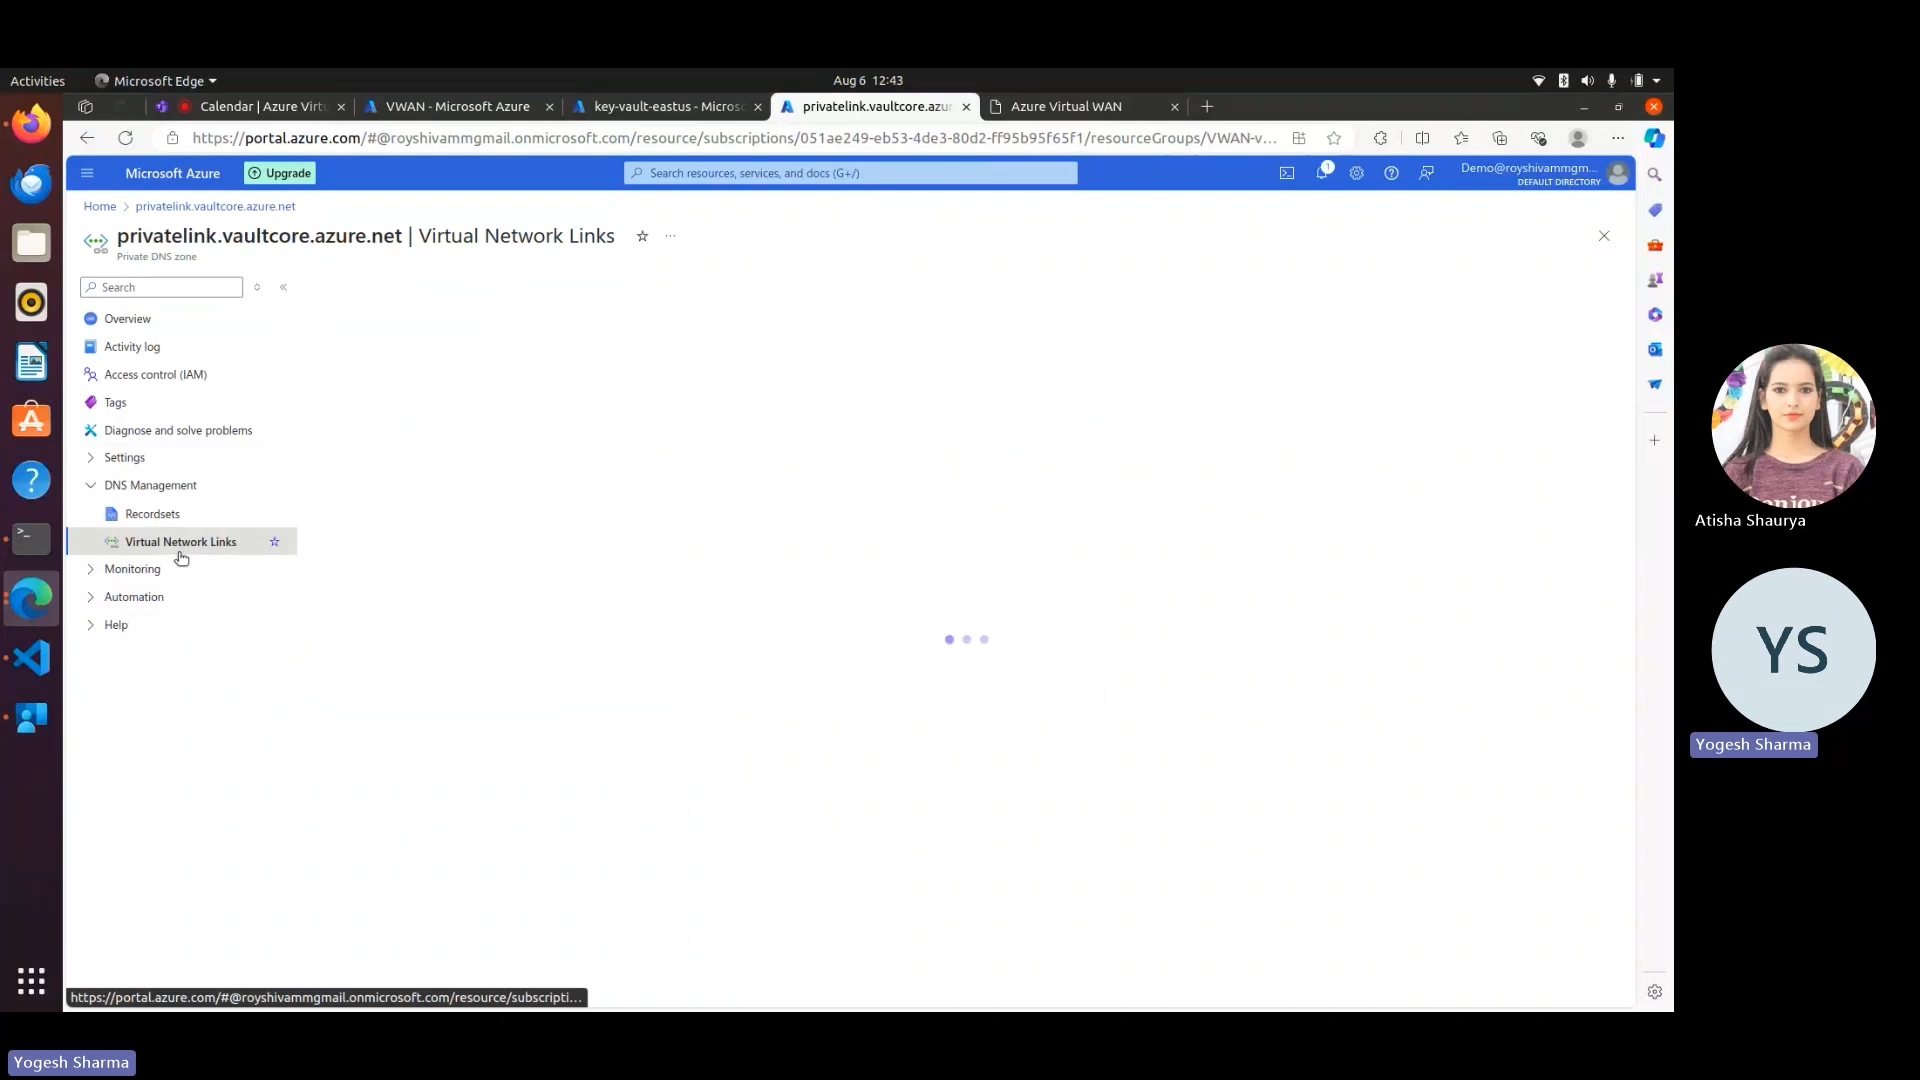 Activities
Microsoft Edge
Aug 6 12:43
Calendar | Azure Virtu
VWAN - Microsoft Azure
key-vault-eastus - Micros
privatelink.vaultcore.azur
Azure Virtual WAN
https://portal.azure.com/#@royshivammgmail.onmicrosoft.com/resource/subscriptions/051ae249-eb53-4de3-80d2-ff95b95f65f1/resourceGroups/VWAN-v...
Microsoft Azure
Upgrade
Search resources, services, and docs (G+/)
1
Demo@royshivammgm...
DEFAULT DIRECTORY
Home > privatelink.vaultcore.azure.net
privatelink.vaultcore.azure.net | Virtual Network Links
Private DNS zone
Search
Overview
Activity log
Access control (IAM)
Tags
Diagnose and solve problems
Settings
DNS Management
Recordsets
Virtual Network Links
Monitoring
Automation
Help
https://portal.azure.com/#@royshivammgmail.onmicrosoft.com/resource/subscripti...
Atisha Shaurya
YS
Yogesh Sharma
Yogesh Sharma